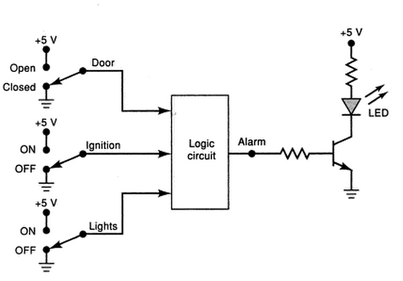 +5 V
Open
Door
Closed
+5 V
ON
Ignition
OFF
+5 V
ON
Lights
OFF
Logic
circuit
Alarm
+5 V
LED